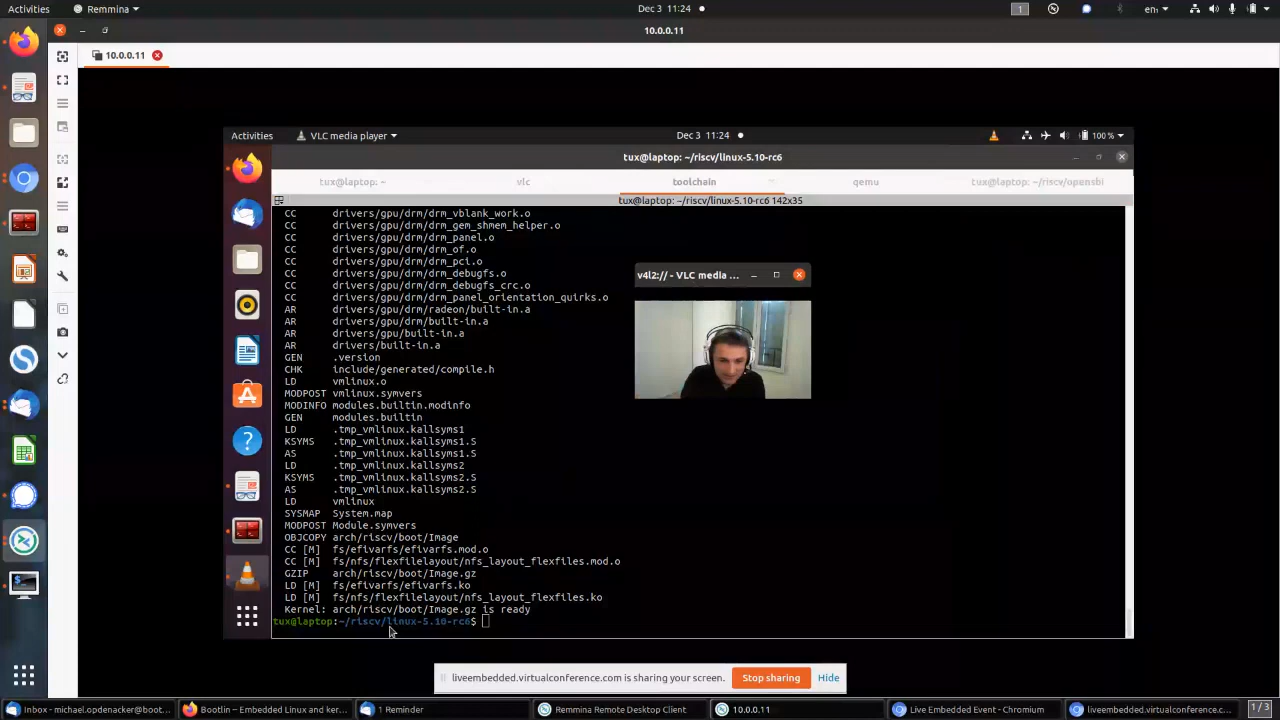 Activities
Remmina
Dec 3 11:24
1
en
10.0.0.11
10.0.0.11
Activities
VLC media player
Dec 3 11:24
100 %
tux@laptop: ~/riscv/linux-5.10-rc6
tux@laptop: ~
vlc
toolchain
qemu
tux@laptop: ~/riscv/opensbi
tux@laptop: ~/riscv/linux-5.10-rc6 142x35
CC drivers/gpu/drm/drm_vblank_work.o
CC drivers/gpu/drm/drm_gem_shmem_helper.o
CC drivers/gpu/drm/drm_panel.o
CC drivers/gpu/drm/drm_of.o
CC drivers/gpu/drm/drm_pci.o
CC drivers/gpu/drm/drm_debugfs.o
CC drivers/gpu/drm/drm_debugfs_crc.o
CC drivers/gpu/drm/drm_panel_orientation_quirks.o
AR drivers/gpu/drm/radeon/built-in.a
AR drivers/gpu/drm/built-in.a
AR drivers/gpu/built-in.a
AR drivers/built-in.a
GEN .version
CHK include/generated/compile.h
LD vmlinux.o
MODPOST vmlinux.symvers
MODINFO modules.builtin.modinfo
GEN modules.builtin
LD .tmp_vmlinux.kallsyms1
KSYMS .tmp_vmlinux.kallsyms1.S
AS .tmp_vmlinux.kallsyms1.S
LD .tmp_vmlinux.kallsyms2
KSYMS .tmp_vmlinux.kallsyms2.S
AS .tmp_vmlinux.kallsyms2.S
LD vmlinux
SYSMAP System.map
MODPOST Module.symvers
OBJCOPY arch/riscv/boot/Image
CC [M] fs/efivarfs/efivarfs.mod.o
CC [M] fs/nfs/flexfilelayout/nfs_layout_flexfiles.mod.o
GZIP arch/riscv/boot/Image.gz
LD [M] fs/efivarfs/efivarfs.ko
LD [M] fs/nfs/flexfilelayout/nfs_layout_flexfiles.ko
Kernel: arch/riscv/boot/Image.gz is ready
tux@laptop:~/riscv/linux-5.10-rc6$
v4l2:// - VLC media ...
liveembedded.virtualconference.com is sharing your screen.
Stop sharing
Hide
Inbox - michael.opdenacker@boot...
Bootlin – Embedded Linux and ker...
1 Reminder
Remmina Remote Desktop Client
10.0.0.11
Live Embedded Event - Chromium
liveembedded.virtualconference.c...
1 / 3